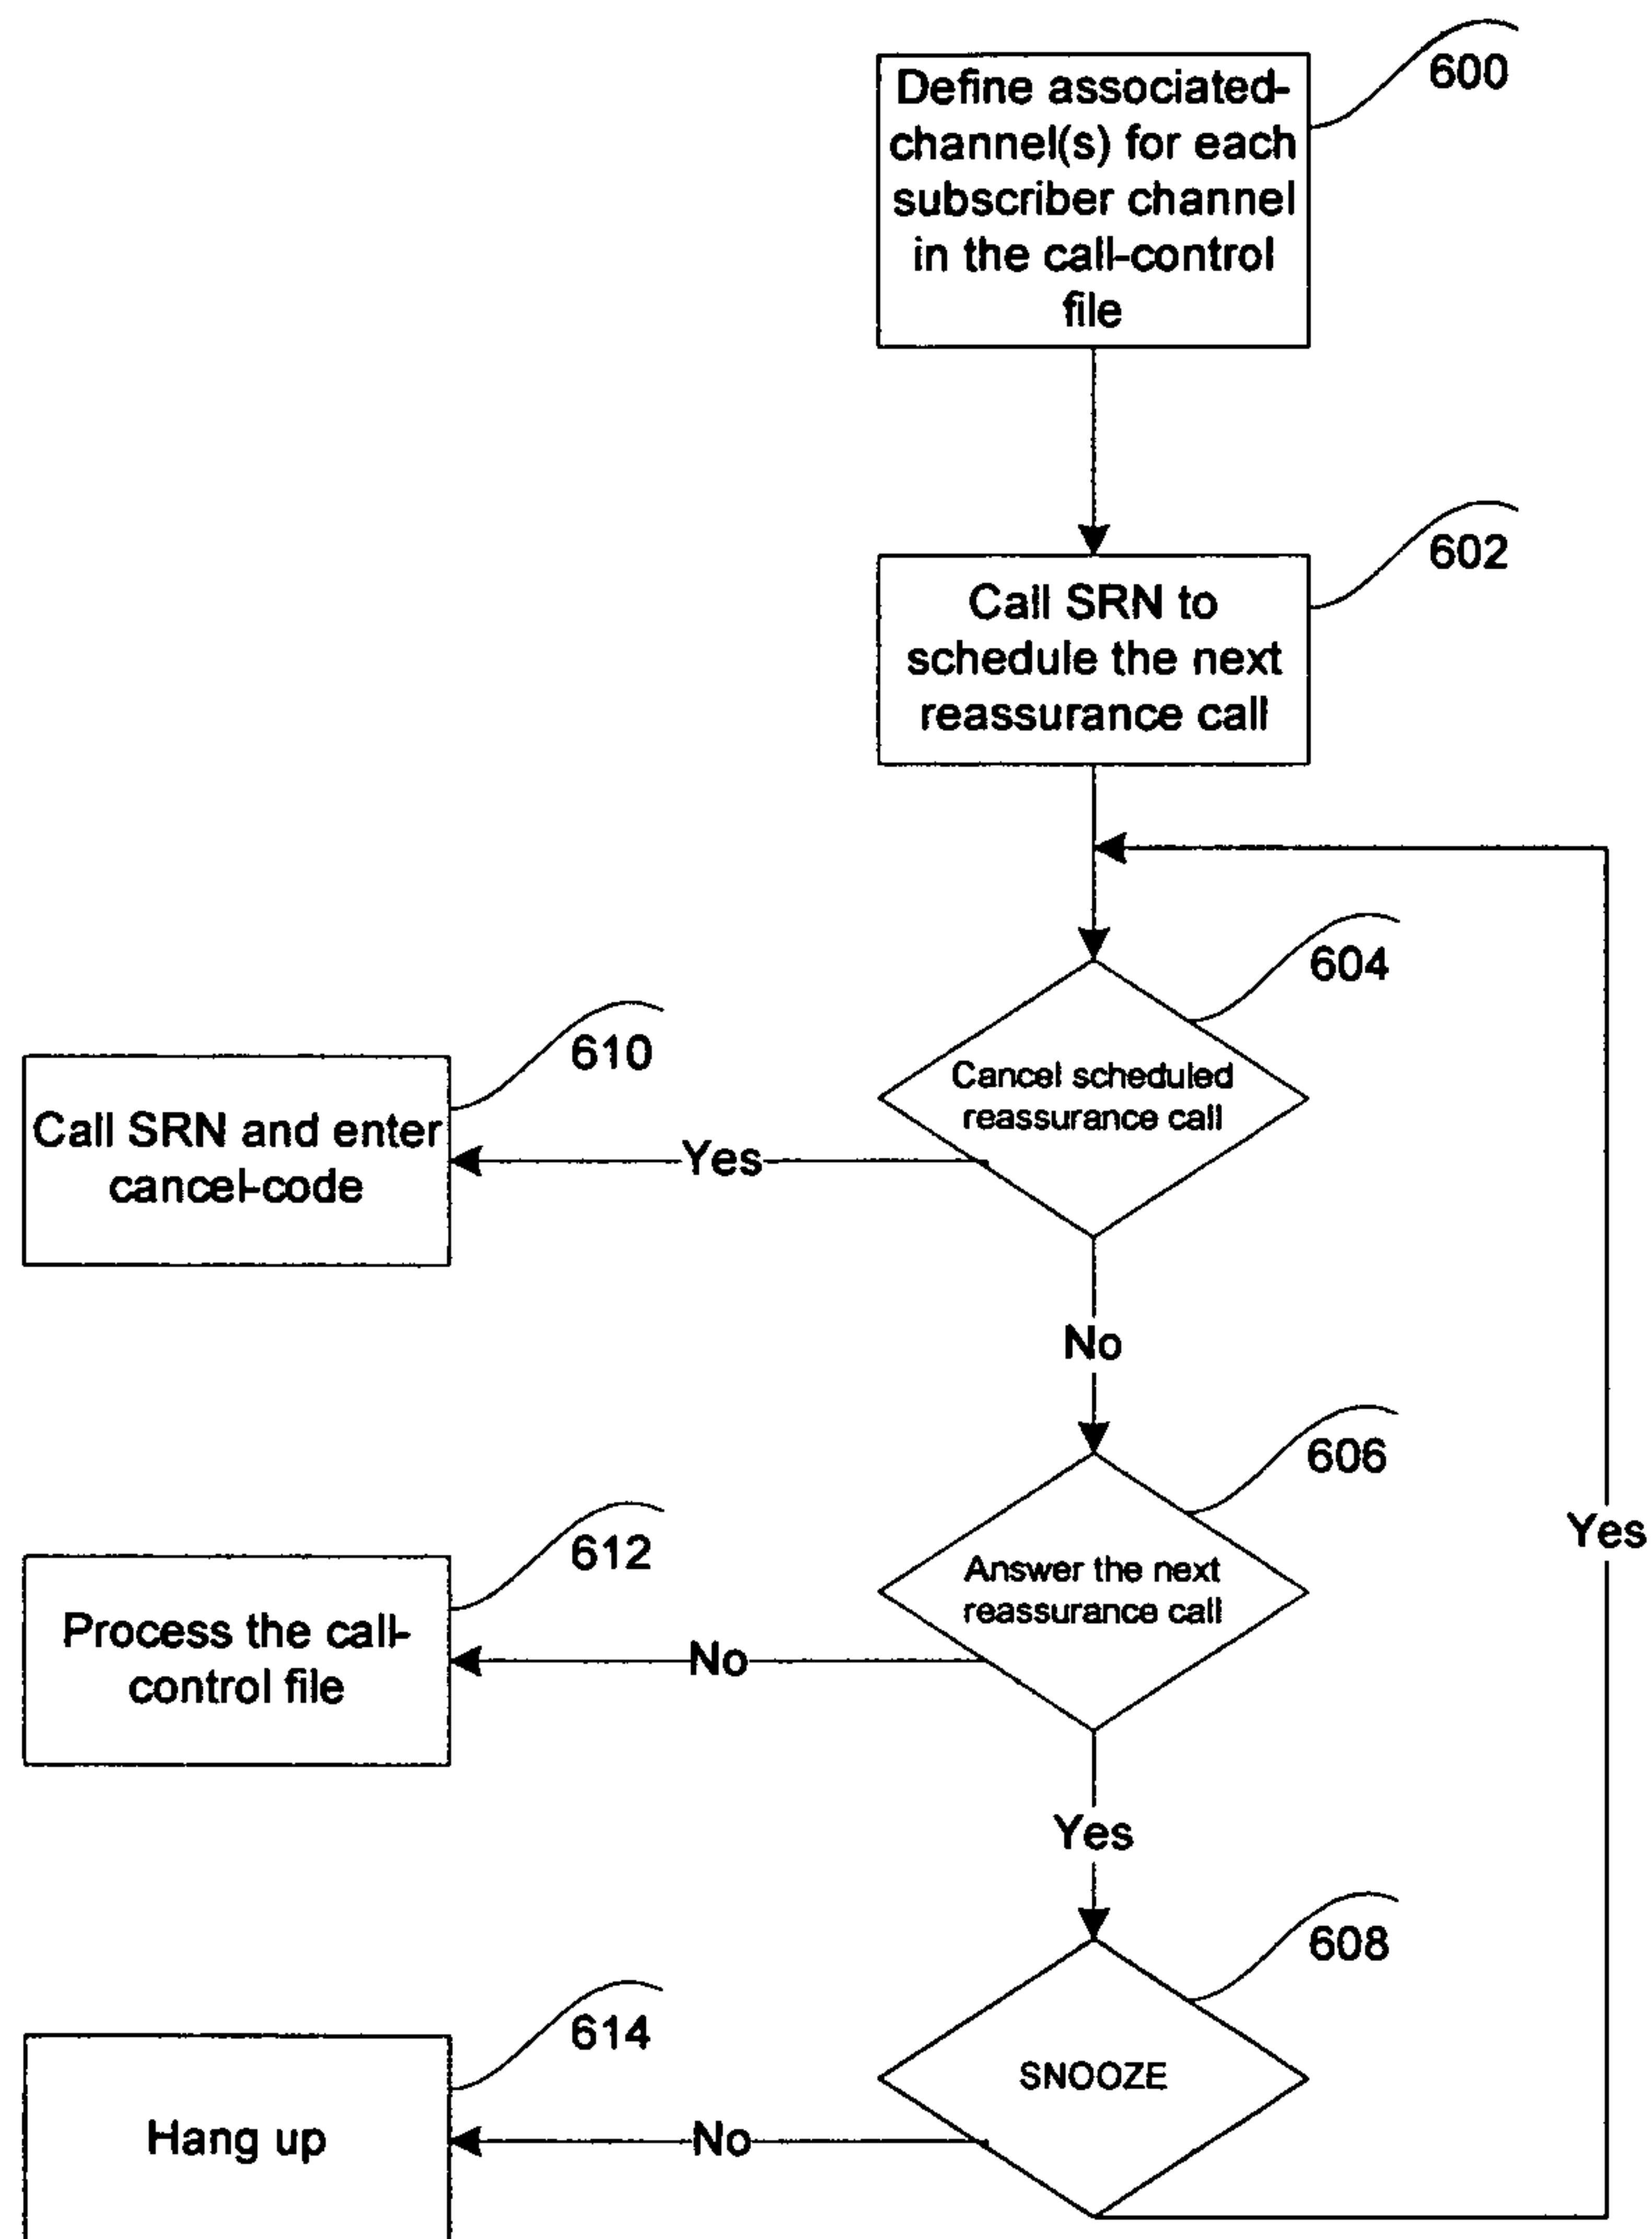 600
Define associated-
channel(s) for each
subscriber channel
in the call-control
file
602
Call SRN to
schedule the next
reassurance call
604
Cancel scheduled
reassurance call
610
Call SRN and enter
cancel-code
Yes
No
606
Answer the next
reassurance call
Yes
612
Process the call-
control file
No
Yes
608
SNOOZE
614
Hang up
No